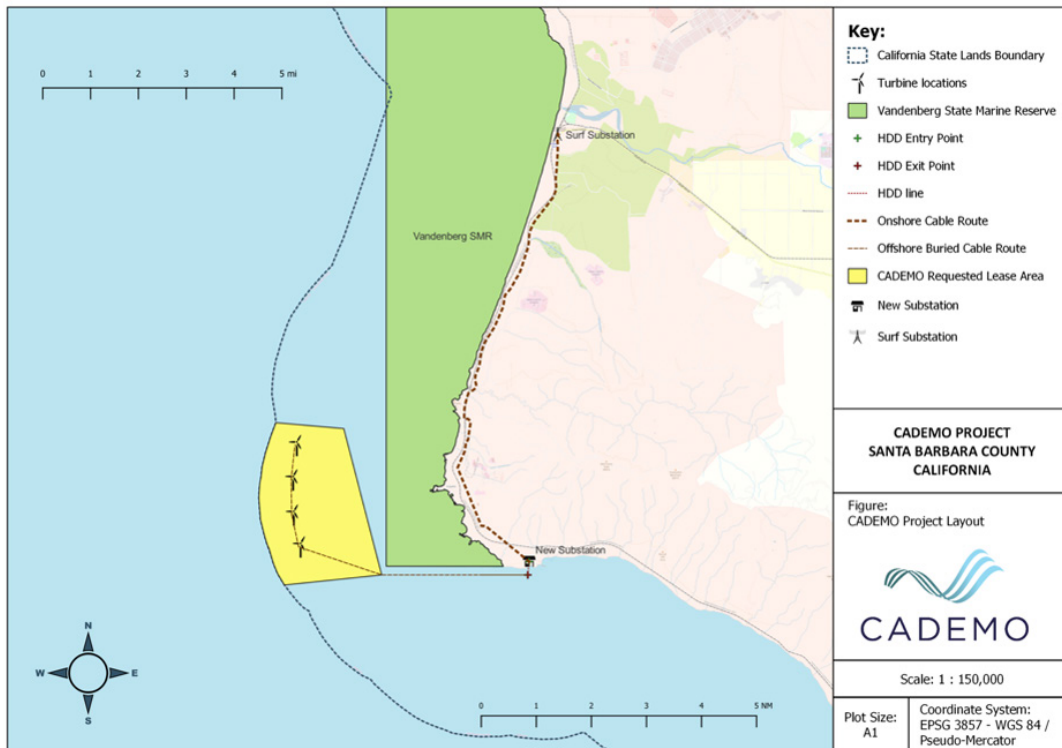 0 1 2 3 4 5 mi
Surf Substation
Vandenberg SMR
New Substation
N
W E
S
0 1 2 3 4 5 NM
Key:
California State Lands Boundary
Turbine locations
Vandenberg State Marine Reserve
HDD Entry Point
HDD Exit Point
HDD line
Onshore Cable Route
Offshore Buried Cable Route
CADEMO Requested Lease Area
New Substation
Surf Substation
CADEMO PROJECT
SANTA BARBARA COUNTY
CALIFORNIA
Figure:
CADEMO Project Layout
CADEMO
Scale: 1 : 150,000
Plot Size:
A1
Coordinate System:
EPSG 3857 - WGS 84 /
Pseudo-Mercator